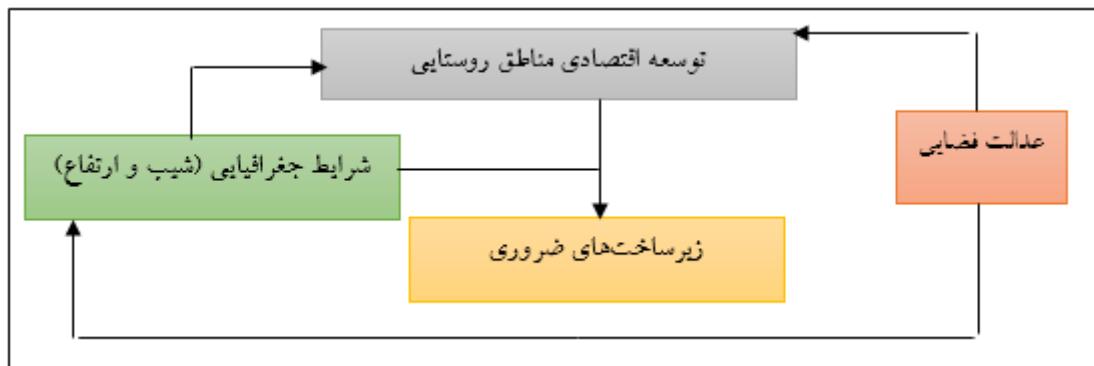 توسعه اقتصادی مناطق روستایی
عدالت فضایی
شرایط جغرافیایی (شیب و ارتفاع)
زیرساخت‌های ضروری